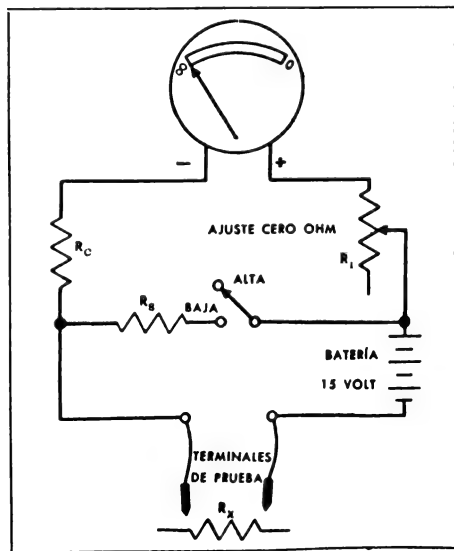 ∞ 0
− +
AJUSTE CERO OHM
RC
R1
ALTA
RS
BAJA
BATERÍA
15 VOLT
TERMINALES
DE PRUEBA
RX